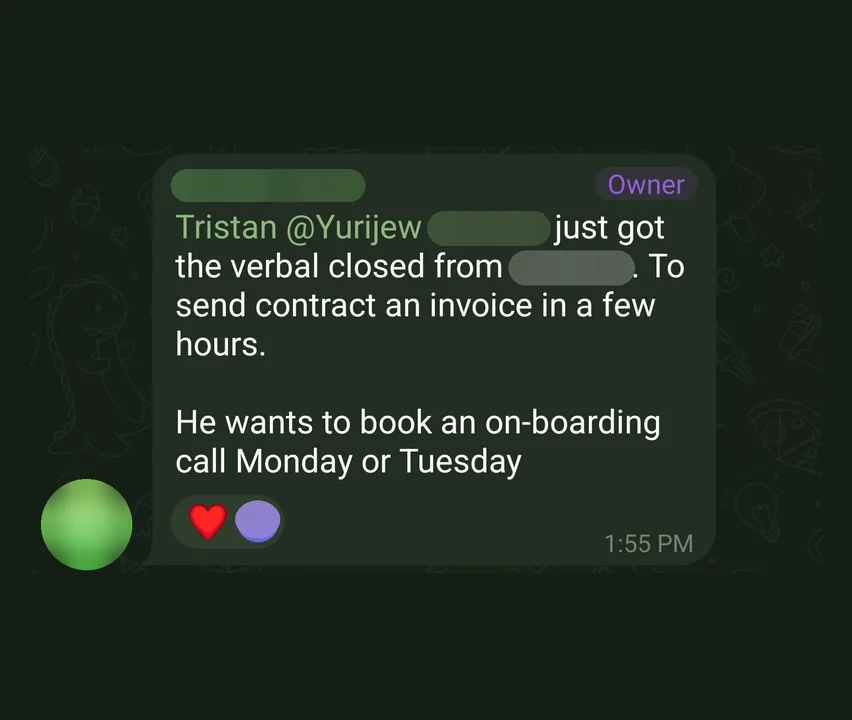 Owner
Tristan @Yurijew just got
the verbal closed from . To
send contract an invoice in a few
hours.
He wants to book an on-boarding
call Monday or Tuesday
1:55 PM